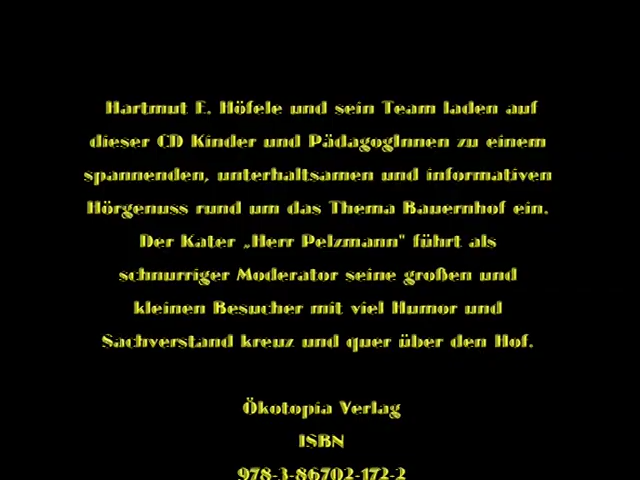 Hartmut E. Höfele und sein Team laden auf
dieser CD Kinder und PädagogInnen zu einem
spannenden, unterhaltsamen und informativen
Hörgenuss rund um das Thema Bauernhof ein.
Der Kater „Herr Pelzmann" führt als
schnurriger Moderator seine großen und
kleinen Besucher mit viel Humor und
Sachverstand kreuz und quer über den Hof.
Ökotopia Verlag
ISBN
978-3-86702-172-2